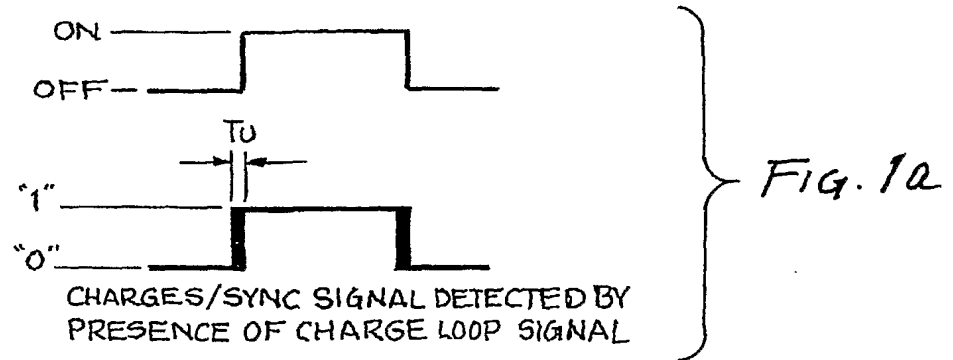 ON
OFF
TU
"1"
"0"
CHARGES/SYNC SIGNAL DETECTED BY
PRESENCE OF CHARGE LOOP SIGNAL
FIG. 1a